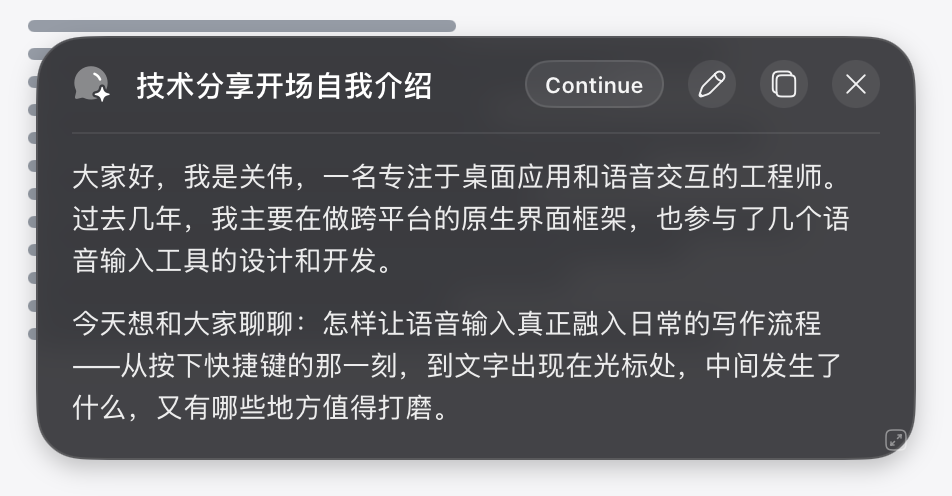 技术分享开场自我介绍
Continue
大家好，我是关伟，一名专注于桌面应用和语音交互的工程师。
过去几年，我主要在做跨平台的原生界面框架，也参与了几个语
音输入工具的设计和开发。
今天想和大家聊聊：怎样让语音输入真正融入日常的写作流程
——从按下快捷键的那一刻，到文字出现在光标处，中间发生了
什么，又有哪些地方值得打磨。